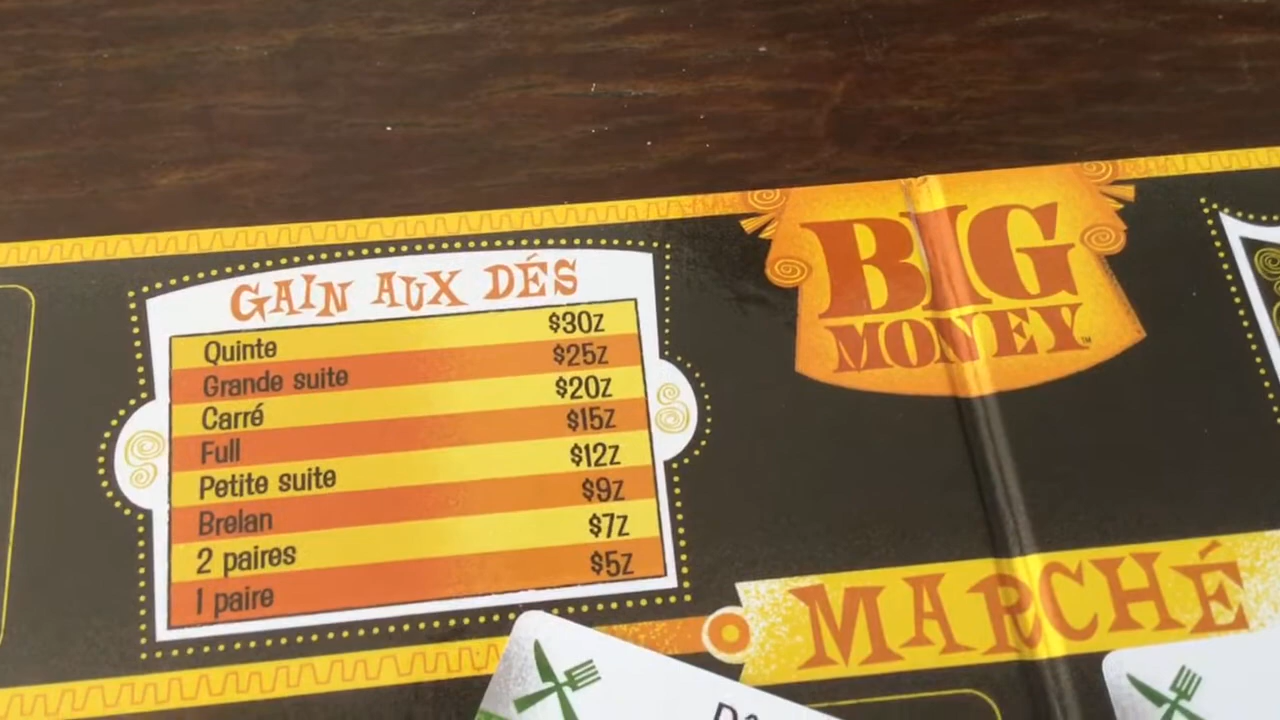 GAIN AUX DÉS
Quinte $30Z
Grande suite $25Z
Carré $20Z
Full $15Z
Petite suite $12Z
Brelan $9Z
2 paires $7Z
1 paire $5Z
BIG
MONEY™
MARCHÉ